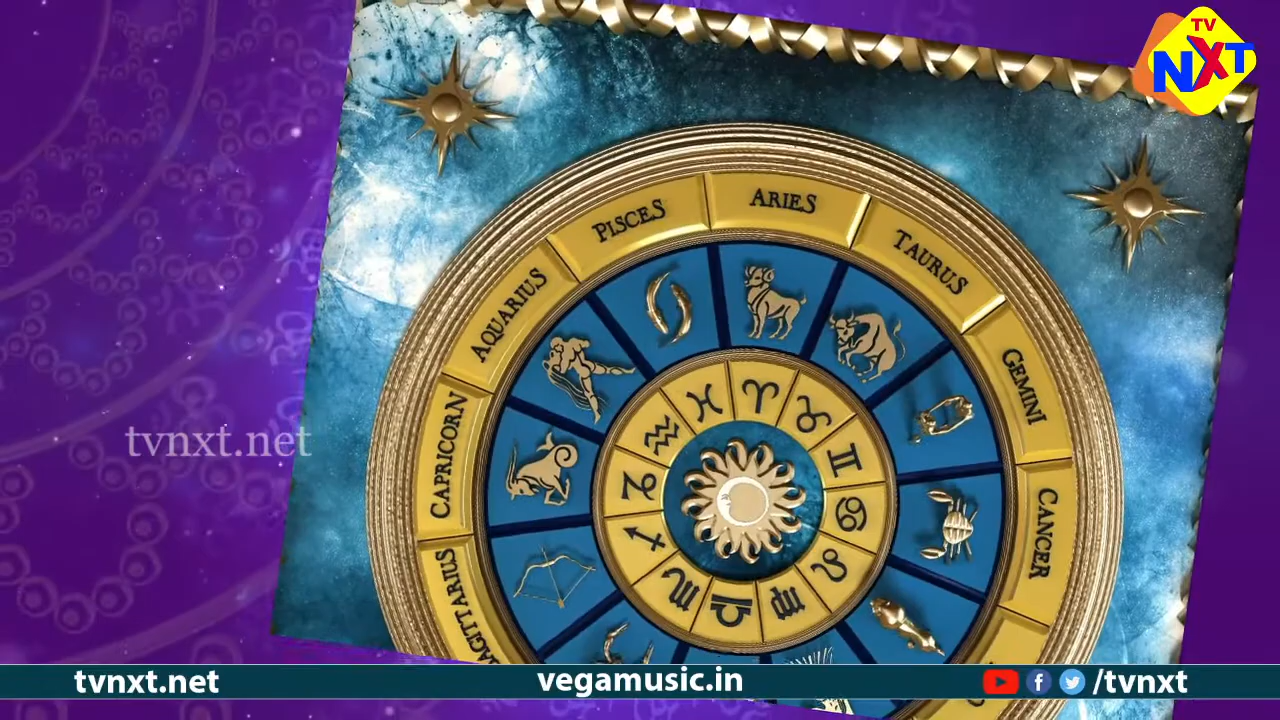 TV
NXT
ARIES
PISCES
TAURUS
AQUARIUS
GEMINI
CAPRICORN
CANCER
tvnxt.net
SAGITTARIUS
tvnxt.net
vegamusic.in
/tvnxt